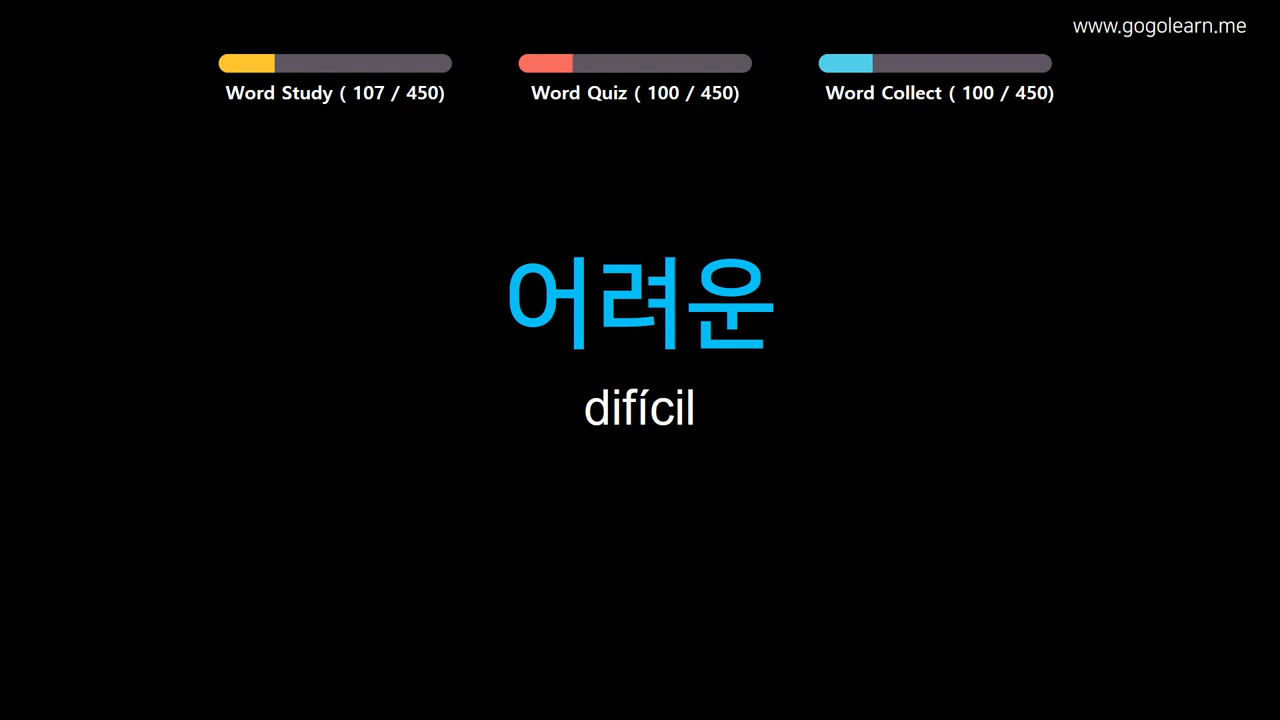 www.gogolearn.me
Word Study ( 107 / 450)
Word Quiz ( 100 / 450)
Word Collect ( 100 / 450)
어려운
difícil